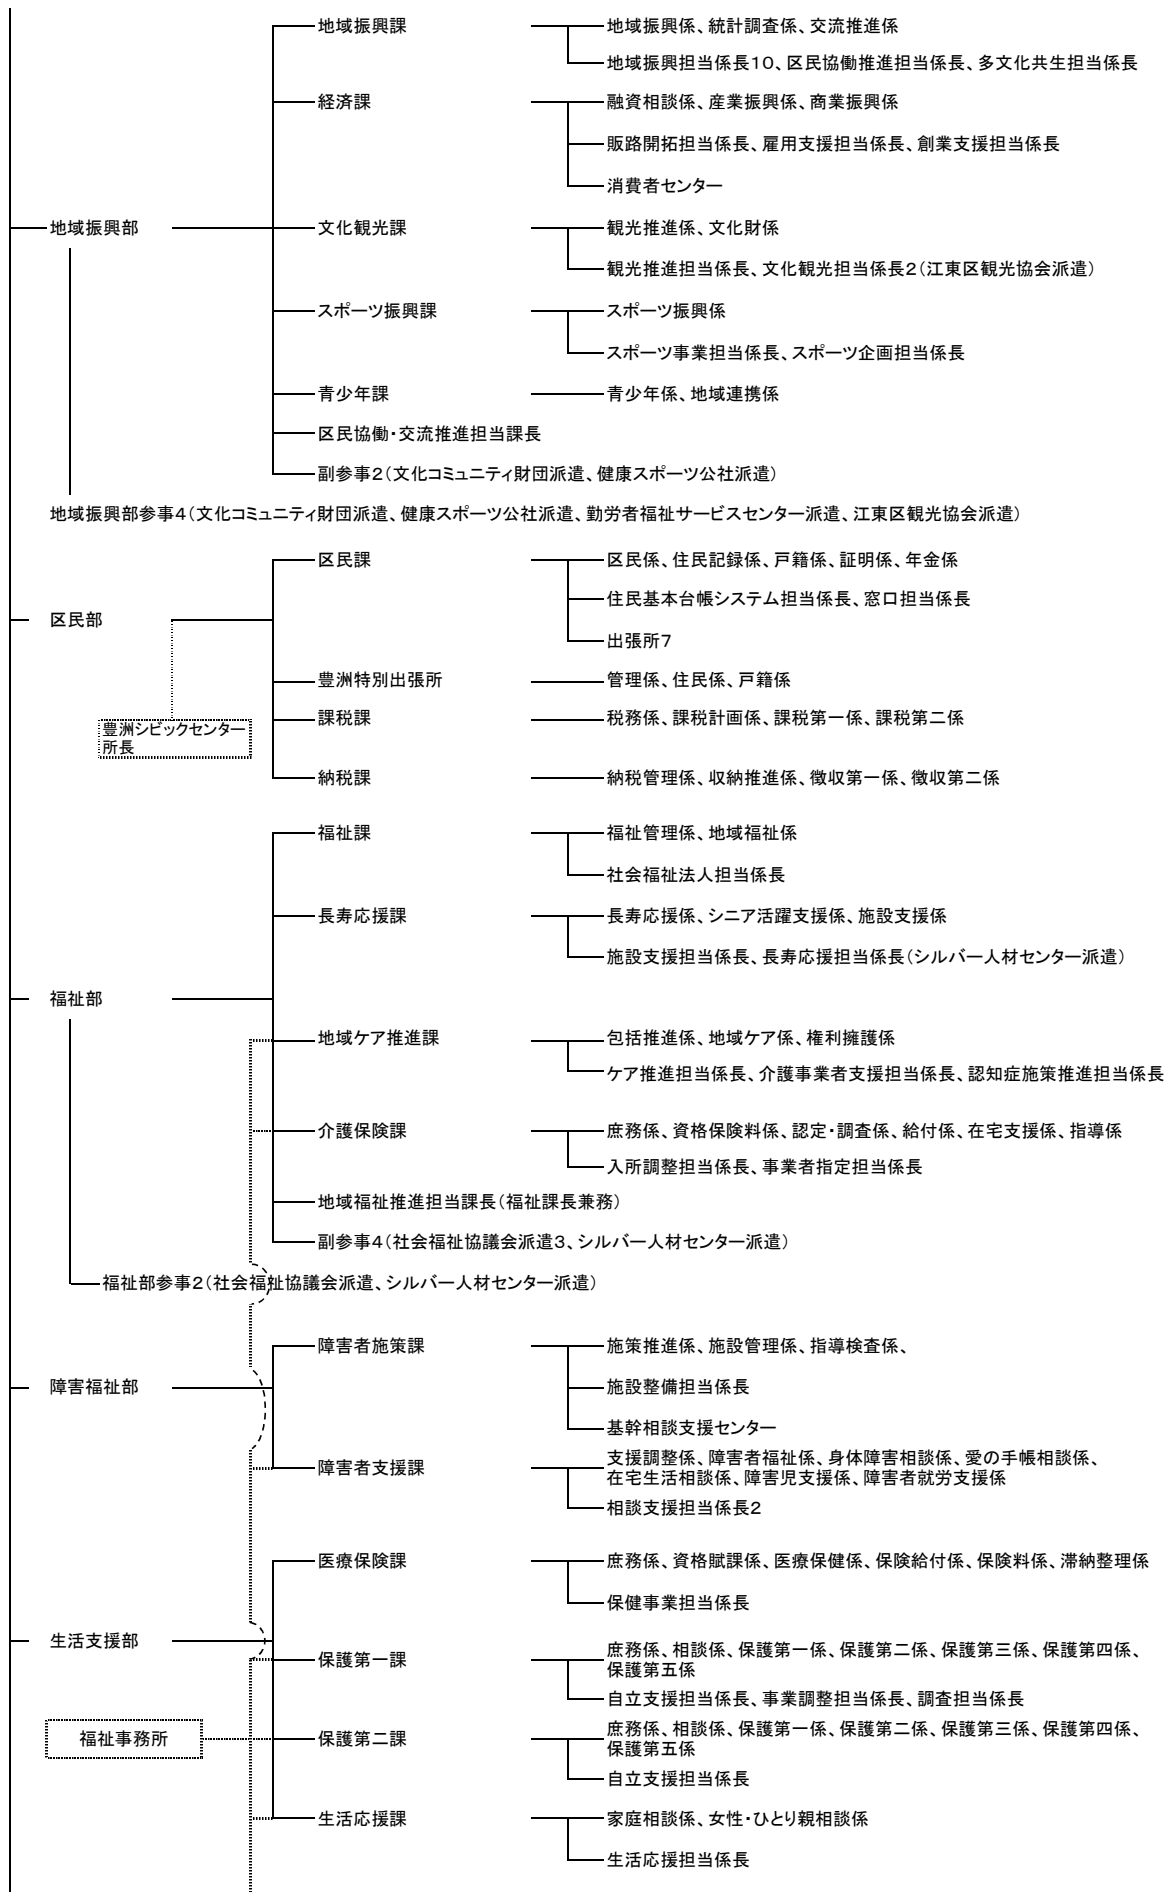 地域振興課
地域振興係、統計調査係、交流推進係
地域振興担当係長10、区民協働推進担当係長、多文化共生担当係長
経済課
融資相談係、産業振興係、商業振興係
販路開拓担当係長、雇用支援担当係長、創業支援担当係長
消費者センター
地域振興部
文化観光課
観光推進係、文化財係
観光推進担当係長、文化観光担当係長2(江東区観光協会派遣)
スポーツ振興課
スポーツ振興係
スポーツ事業担当係長、スポーツ企画担当係長
青少年課
青少年係、地域連携係
区民協働・交流推進担当課長
副参事2(文化コミュニティ財団派遣、健康スポーツ公社派遣)
地域振興部参事4(文化コミュニティ財団派遣、健康スポーツ公社派遣、勤労者福祉サービスセンター派遣、江東区観光協会派遣)
区民課
区民係、住民記録係、戸籍係、証明係、年金係
住民基本台帳システム担当係長、窓口担当係長
区民部
出張所7
豊洲特別出張所
管理係、住民係、戸籍係
課税課
税務係、課税計画係、課税第一係、課税第二係
豊洲シビックセンター
所長
納税課
納税管理係、収納推進係、徴収第一係、徴収第二係
福祉課
福祉管理係、地域福祉係
社会福祉法人担当係長
長寿応援課
長寿応援係、シニア活躍支援係、施設支援係
施設支援担当係長、長寿応援担当係長(シルバー人材センター派遣)
福祉部
地域ケア推進課
包括推進係、地域ケア係、権利擁護係
ケア推進担当係長、介護事業者支援担当係長、認知症施策推進担当係長
介護保険課
庶務係、資格保険料係、認定・調査係、給付係、在宅支援係、指導係
入所調整担当係長、事業者指定担当係長
地域福祉推進担当課長(福祉課長兼務)
副参事4(社会福祉協議会派遣3、シルバー人材センター派遣)
福祉部参事2(社会福祉協議会派遣、シルバー人材センター派遣)
障害者施策課
施策推進係、施設管理係、指導検査係、
障害福祉部
施設整備担当係長
基幹相談支援センター
障害者支援課
支援調整係、障害者福祉係、身体障害相談係、愛の手帳相談係、
在宅生活相談係、障害児支援係、障害者就労支援係
相談支援担当係長2
医療保険課
庶務係、資格賦課係、医療保健係、保険給付係、保険料係、滞納整理係
保健事業担当係長
生活支援部
保護第一課
庶務係、相談係、保護第一係、保護第二係、保護第三係、保護第四係、
保護第五係
自立支援担当係長、事業調整担当係長、調査担当係長
福祉事務所
保護第二課
庶務係、相談係、保護第一係、保護第二係、保護第三係、保護第四係、
保護第五係
自立支援担当係長
生活応援課
家庭相談係、女性・ひとり親相談係
生活応援担当係長